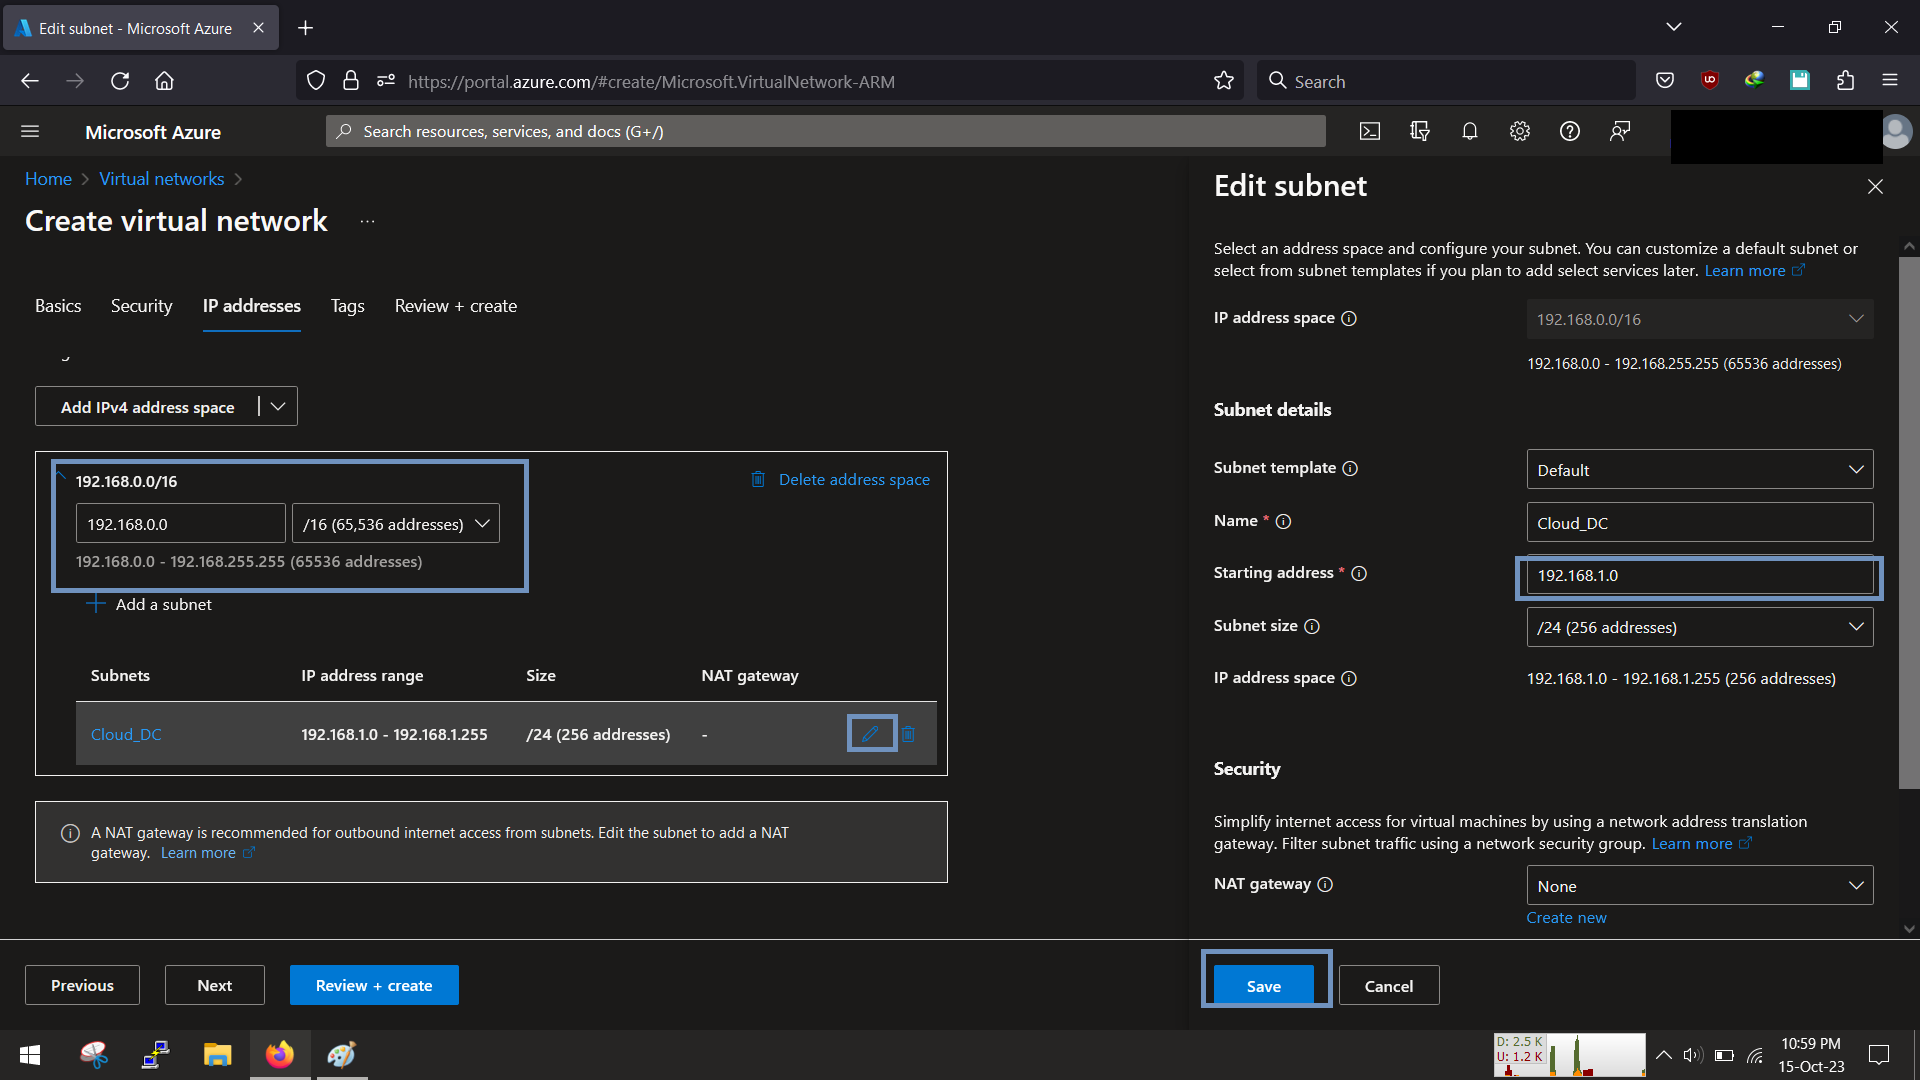 Edit subnet - Microsoft Azure
https://portal.azure.com/#create/Microsoft.VirtualNetwork-ARM
Search
Microsoft Azure
Search resources, services, and docs (G+/)
Home > Virtual networks >
Create virtual network ...
Basics
Security
IP addresses
Tags
Review + create
Add IPv4 address space
192.168.0.0/16
Delete address space
192.168.0.0
/16 (65,536 addresses)
192.168.0.0 - 192.168.255.255 (65536 addresses)
+ Add a subnet
Subnets IP address range Size NAT gateway
Cloud_DC 192.168.1.0 - 192.168.1.255 /24 (256 addresses) -
A NAT gateway is recommended for outbound internet access from subnets. Edit the subnet to add a NAT
gateway. Learn more
Previous
Next
Review + create
Edit subnet
Select an address space and configure your subnet. You can customize a default subnet or
select from subnet templates if you plan to add select services later. Learn more
IP address space
192.168.0.0/16
192.168.0.0 - 192.168.255.255 (65536 addresses)
Subnet details
Subnet template
Default
Name *
Cloud_DC
Starting address *
192.168.1.0
Subnet size
/24 (256 addresses)
IP address space
192.168.1.0 - 192.168.1.255 (256 addresses)
Security
Simplify internet access for virtual machines by using a network address translation
gateway. Filter subnet traffic using a network security group. Learn more
NAT gateway
None
Create new
Save
Cancel
D: 2.5 K
U: 1.2 K
10:59 PM
15-Oct-23